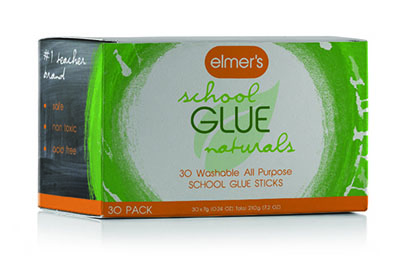 #1 teacher
brand
safe
non toxic
acid free
30 PACK
elmer's
school
GLUE
naturals
30 Washable All Purpose
SCHOOL GLUE STICKS